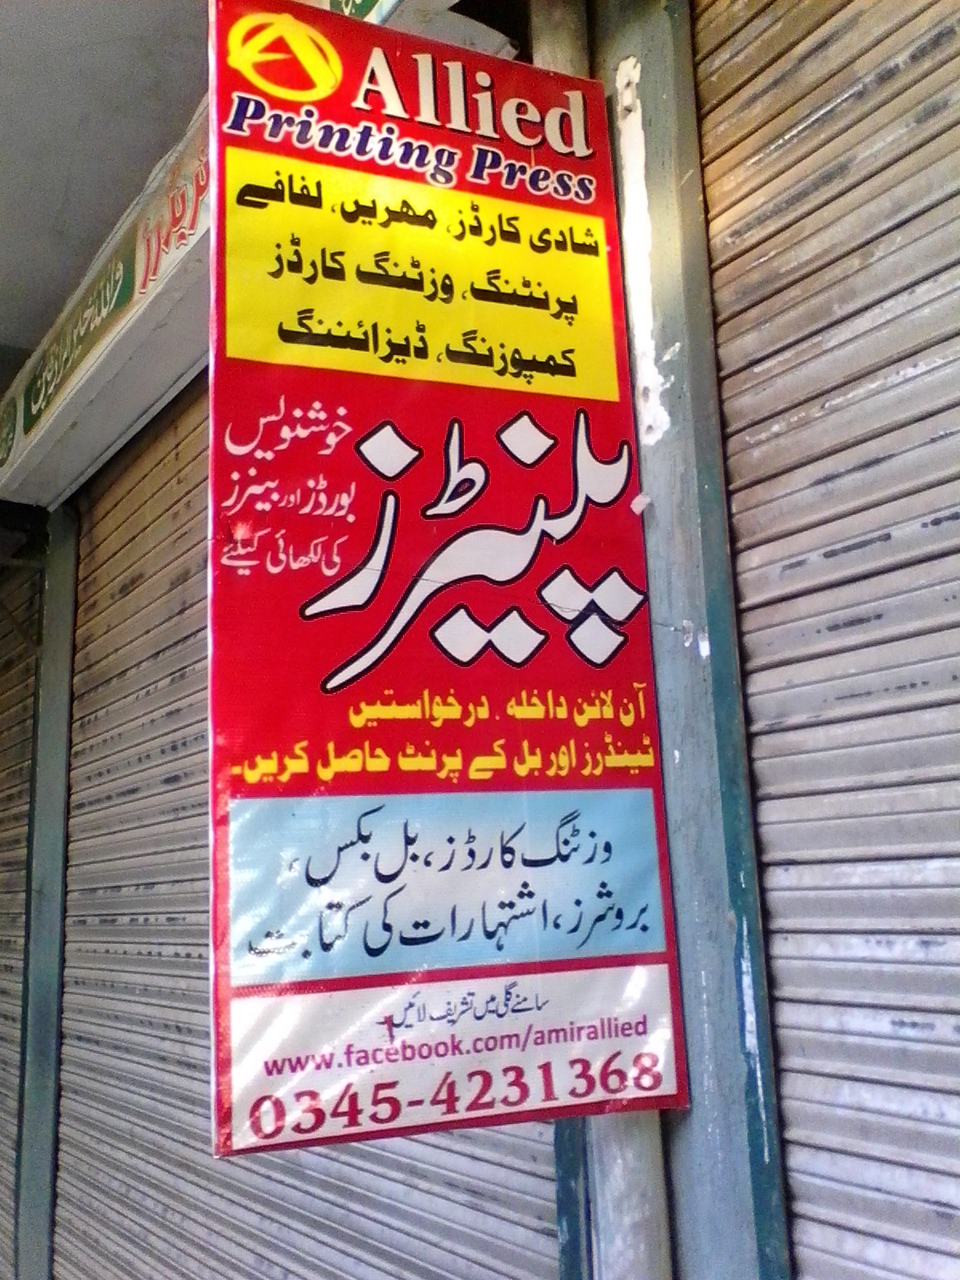 Allied
Printing Press
شادی کارڈز، مهریں، لفافے
پرنٹنگ، وزٹنگ کارڈز
کمپوزنگ، ڈیزائننگ
پلنیٹرز
خوشنویس
بورڈز اور بینرز
کی لکھائی کیلئے
آن لائن داخلہ ۔ درخواستیں
ٹینڈرز اور بل کے پرنٹ حاصل کریں۔
وزٹنگ کارڈز، بل بکس،
بروشرز، اشتہارات کی کتابت
سامنے گلی میں تشریف لائیں۔
www.facebook.com/amirallied
0345-4231368